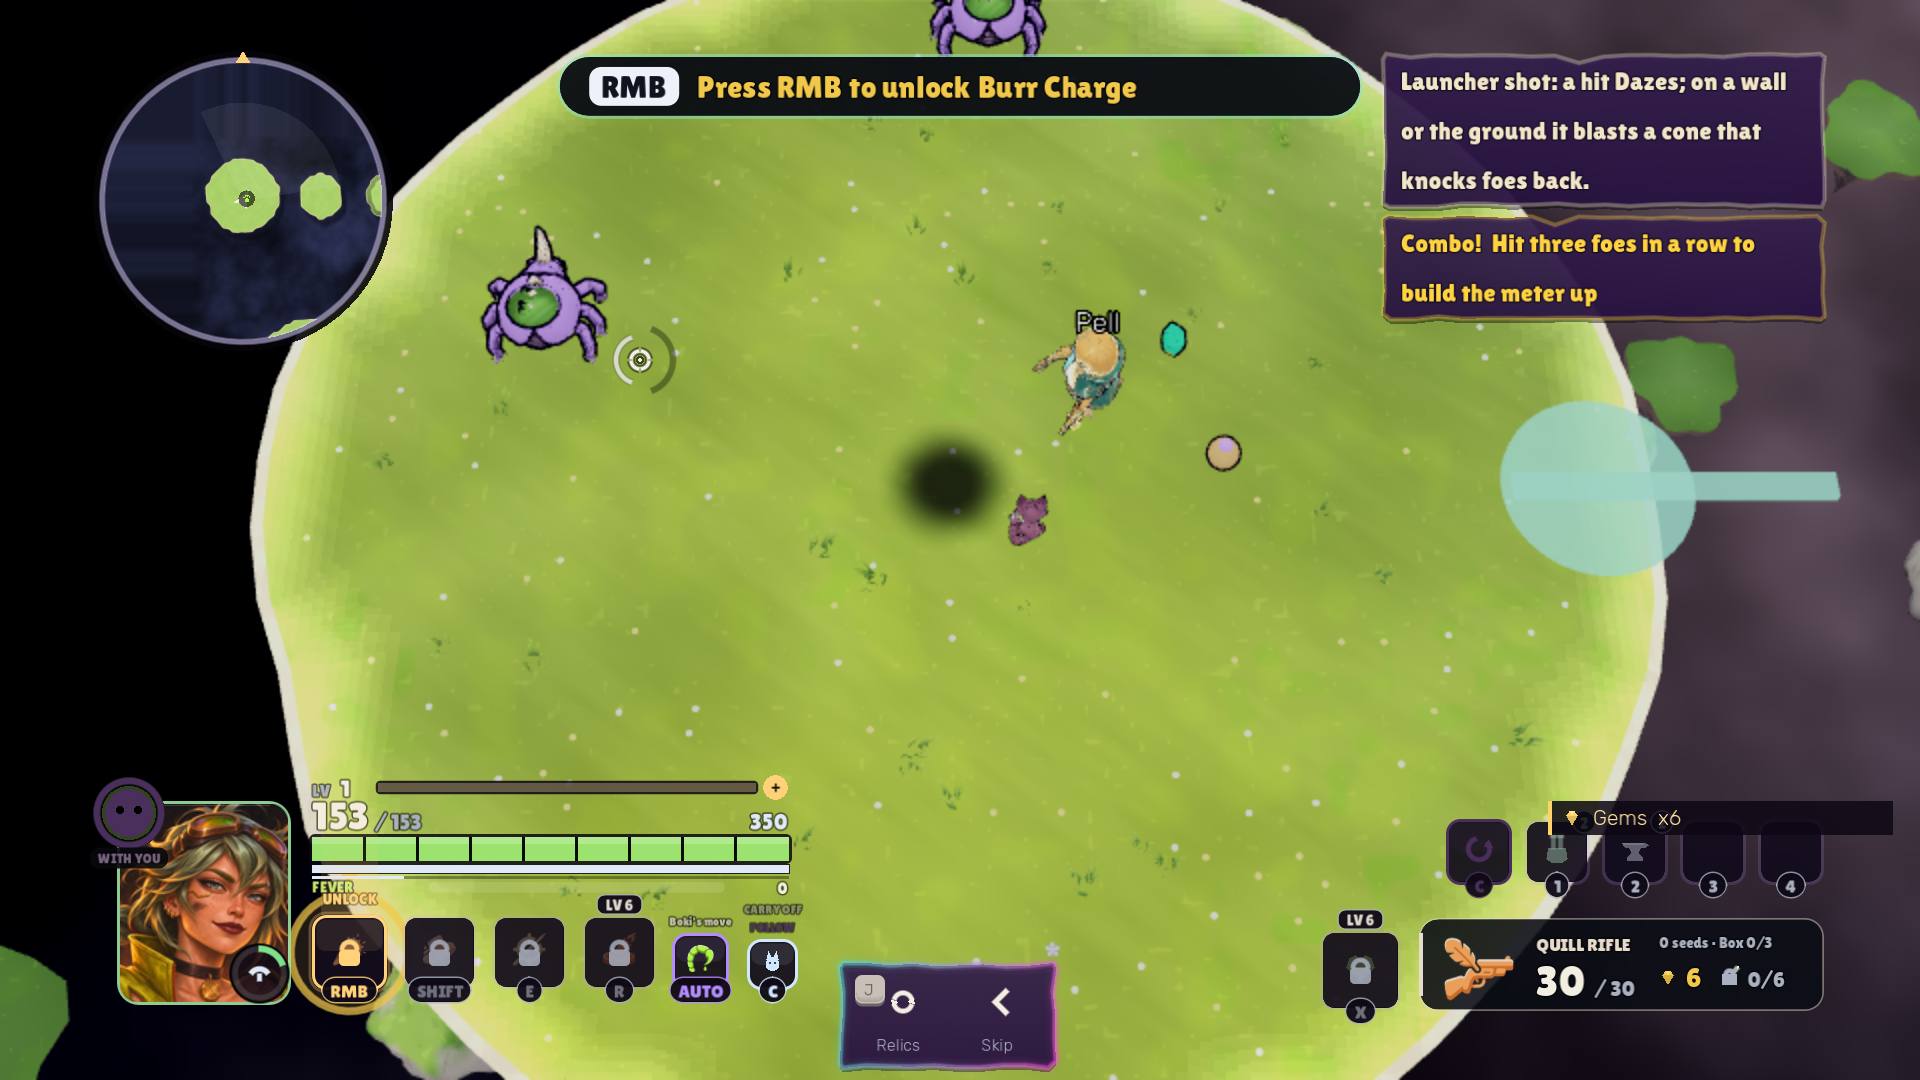 RMB Press RMB to unlock Burr Charge
Launcher shot: a hit Dazes; on a wall
or the ground it blasts a cone that
knocks foes back.
Combo! Hit three foes in a row to
build the meter up
Pell
LV 1
153 / 153
350
WITH YOU
FEVER
0
UNLOCK
LV 6
Boki's move
CARRY OFF
FOLLOW
RMB
SHIFT
E
R
AUTO
C
J
Relics
Skip
Gems x6
C
1
2
3
4
LV 6
X
QUILL RIFLE
0 seeds · Box 0/3
30 / 30
6
0/6